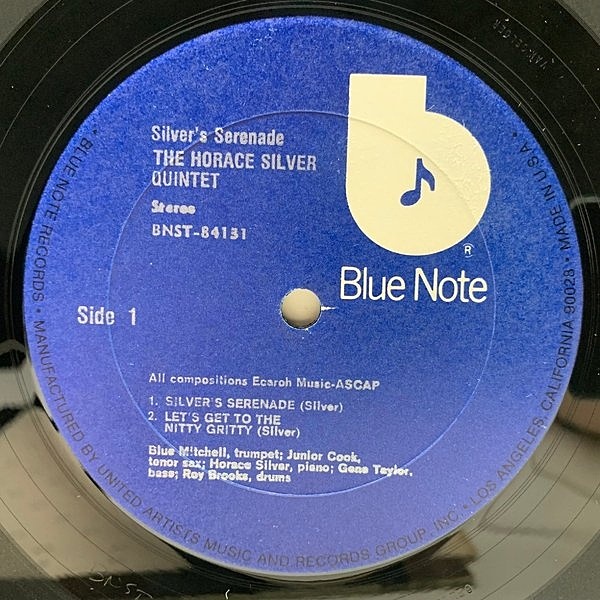 Silver's Serenade
THE HORACE SILVER
QUINTET
Stereo
BNST-84131
b
®
Blue Note
Side 1
All compositions Ecaroh Music-ASCAP
1. SILVER'S SERENADE (Silver)
2. LET'S GET TO THE
NITTY GRITTY (Silver)
Blue Mitchell, trumpet; Junior Cook,
tenor sax; Horace Silver, piano; Gene Taylor,
bass; Roy Brooks, drums
• BLUE NOTE RECORDS • MANUFACTURED BY UNITED ARTISTS MUSIC AND RECORDS GROUP, INC • LOS ANGELES, CALIFORNIA 90028 • MADE IN U.S.A. •
VAN GELDER